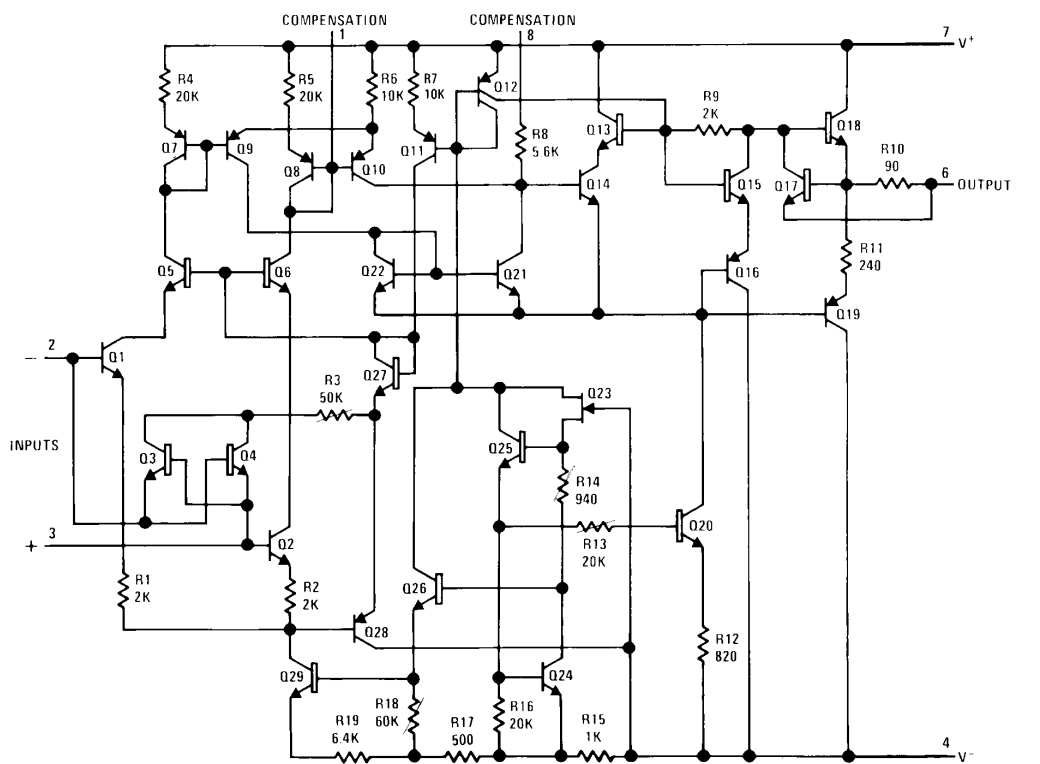 COMPENSATION COMPENSATION
1 8
7
V+
R4
20K
R5
20K
R6
10K
R7
10K
Q12
R9
2K
Q13
Q18
R8
5.6K
R10
90
Q7
Q9
Q8
Q10
Q11
6
OUTPUT
Q14
Q15
Q17
R11
240
Q5
Q6
Q22
Q21
Q16
Q19
2
−
Q1
Q27
R3
50K
Q23
INPUTS
Q3
Q4
Q25
R14
940
3
+
Q2
R13
20K
Q20
R1
2K
R2
2K
Q26
Q28
R12
820
Q29
Q24
R18
60K
R16
20K
R19
6.4K
R17
500
R15
1K
4
V−